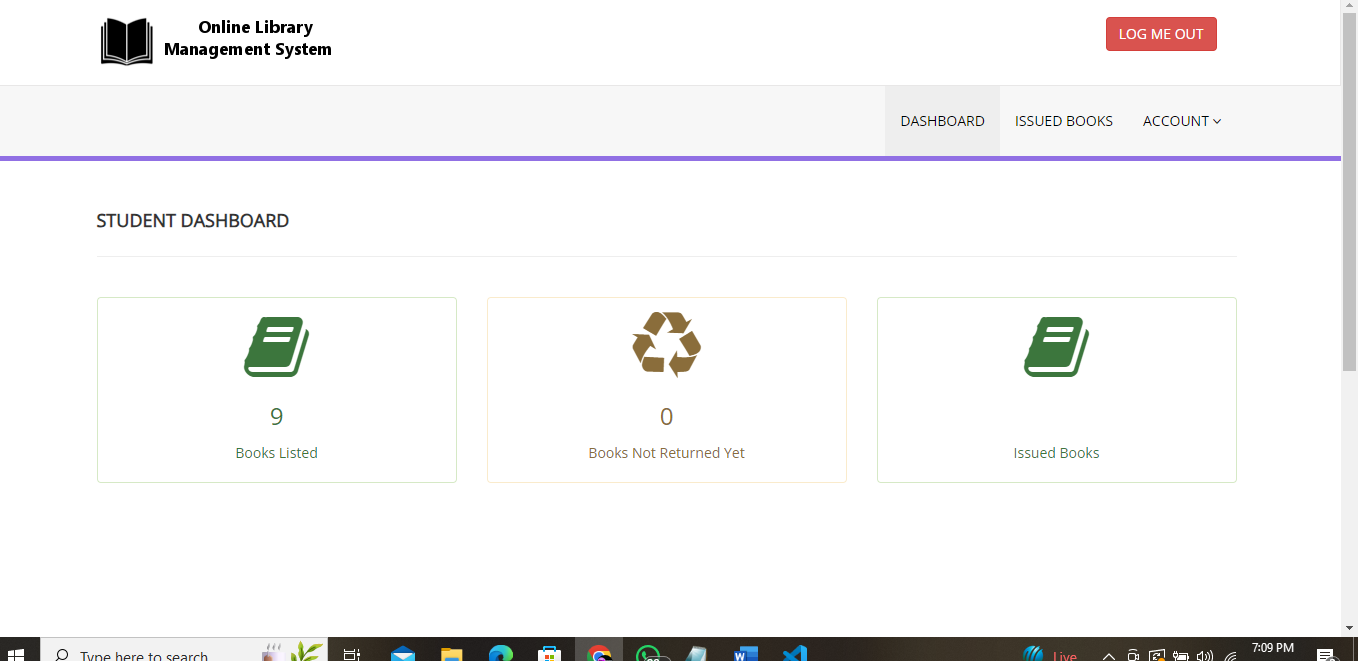 Online Library
Management System
LOG ME OUT
DASHBOARD
ISSUED BOOKS
ACCOUNT
STUDENT DASHBOARD
9
Books Listed
0
Books Not Returned Yet
Issued Books
Type here to search
Live
7:09 PM